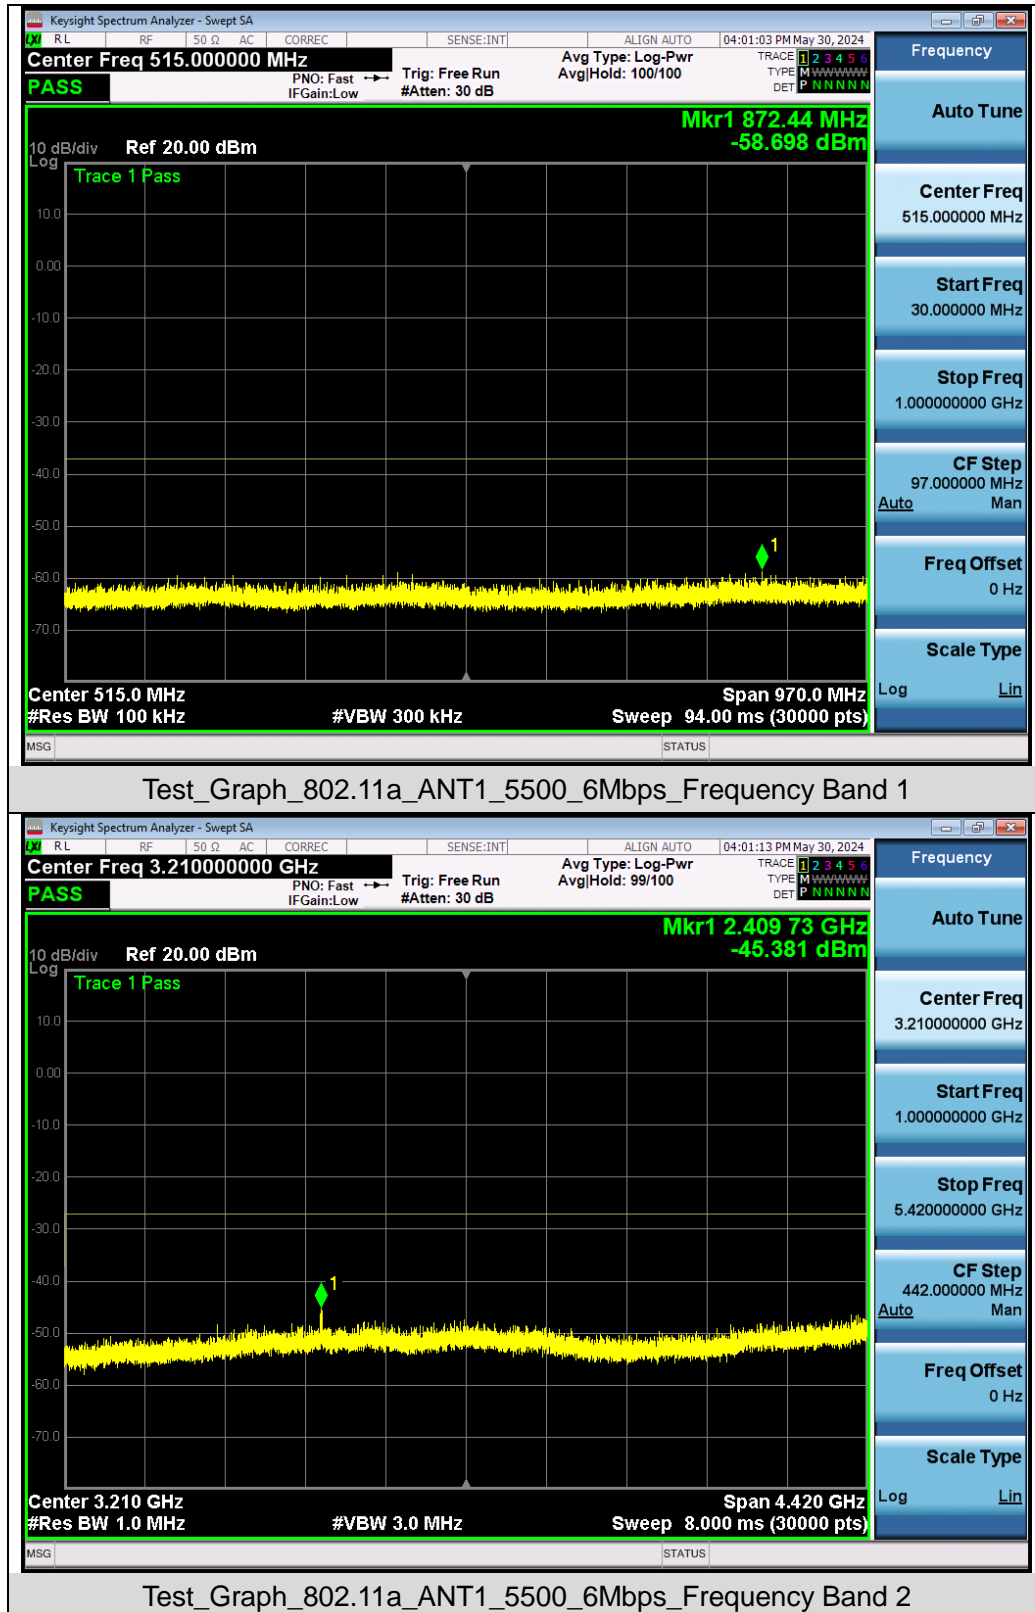 Keysight Spectrum Analyzer - Swept SA
LXI RL RF 50 Ω AC CORREC SENSE:INT ALIGN AUTO 04:01:03 PM May 30, 2024
Center Freq 515.000000 MHz
PASS
PNO: Fast
IFGain:Low
Trig: Free Run
#Atten: 30 dB
Avg Type: Log-Pwr
Avg|Hold: 100/100
TRACE 1 2 3 4 5 6
TYPE M WWWWW
DET P N N N N N
Mkr1 872.44 MHz
-58.698 dBm
10 dB/div Ref 20.00 dBm
Log
Trace 1 Pass
10.0
0.00
-10.0
-20.0
-30.0
-40.0
-50.0
-60.0
-70.0
1
Center 515.0 MHz Span 970.0 MHz
#Res BW 100 kHz #VBW 300 kHz Sweep 94.00 ms (30000 pts)
MSG STATUS
Frequency
Auto Tune
Center Freq
515.000000 MHz
Start Freq
30.000000 MHz
Stop Freq
1.000000000 GHz
CF Step
97.000000 MHz
Auto Man
Freq Offset
0 Hz
Scale Type
Log Lin
Test_Graph_802.11a_ANT1_5500_6Mbps_Frequency Band 1
Keysight Spectrum Analyzer - Swept SA
LXI RL RF 50 Ω AC CORREC SENSE:INT ALIGN AUTO 04:01:13 PM May 30, 2024
Center Freq 3.210000000 GHz
PASS
PNO: Fast
IFGain:Low
Trig: Free Run
#Atten: 30 dB
Avg Type: Log-Pwr
Avg|Hold: 99/100
TRACE 1 2 3 4 5 6
TYPE M WWWWW
DET P N N N N N
Mkr1 2.409 73 GHz
-45.381 dBm
10 dB/div Ref 20.00 dBm
Log
Trace 1 Pass
10.0
0.00
-10.0
-20.0
-30.0
-40.0
-50.0
-60.0
-70.0
1
Center 3.210 GHz Span 4.420 GHz
#Res BW 1.0 MHz #VBW 3.0 MHz Sweep 8.000 ms (30000 pts)
MSG STATUS
Frequency
Auto Tune
Center Freq
3.210000000 GHz
Start Freq
1.000000000 GHz
Stop Freq
5.420000000 GHz
CF Step
442.000000 MHz
Auto Man
Freq Offset
0 Hz
Scale Type
Log Lin
Test_Graph_802.11a_ANT1_5500_6Mbps_Frequency Band 2